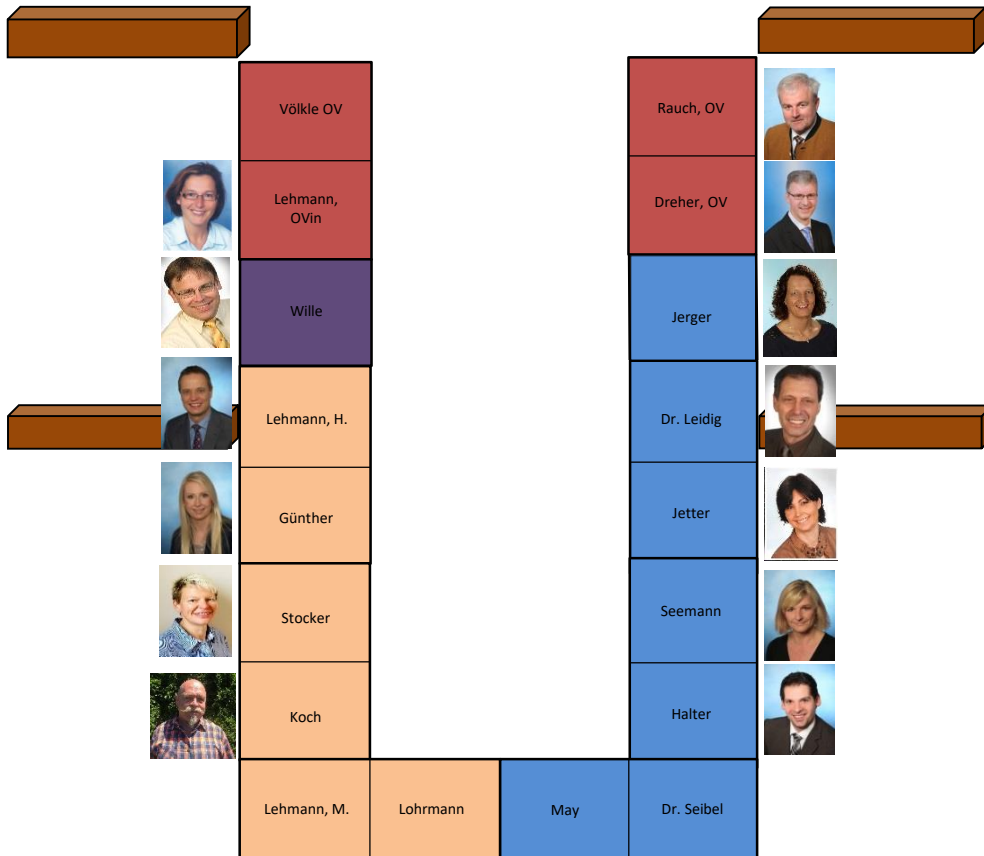 Völkle OV
Rauch, OV
Lehmann,
OVin
Dreher, OV
Wille
Jerger
Lehmann, H.
Dr. Leidig
Günther
Jetter
Stocker
Seemann
Koch
Halter
Lehmann, M.
Lohrmann
May
Dr. Seibel